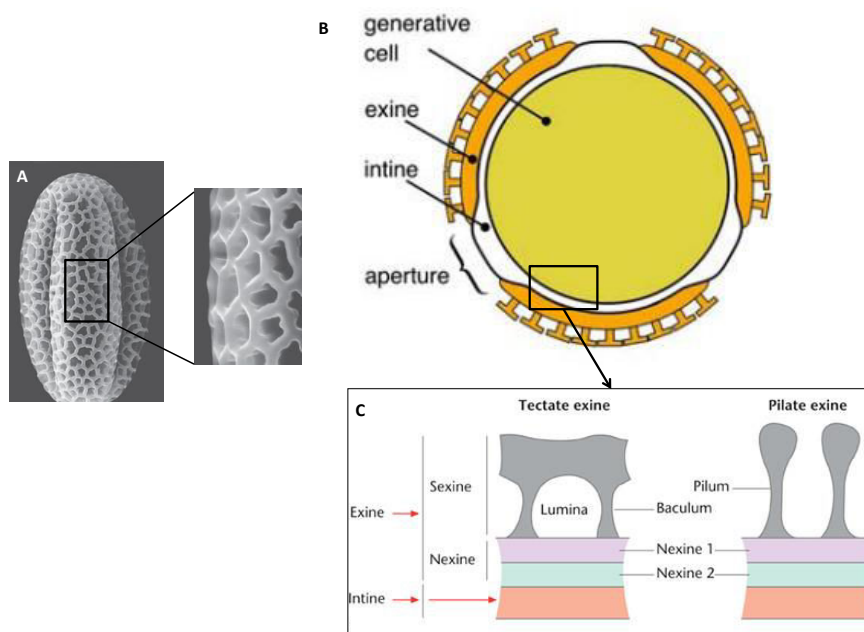 A
B
generative
cell
exine
intine
aperture
C
Tectate exine
Pilate exine
Sexine
Pilum
Exine
Lumina
Baculum
Nexine
Nexine 1
Nexine 2
Intine